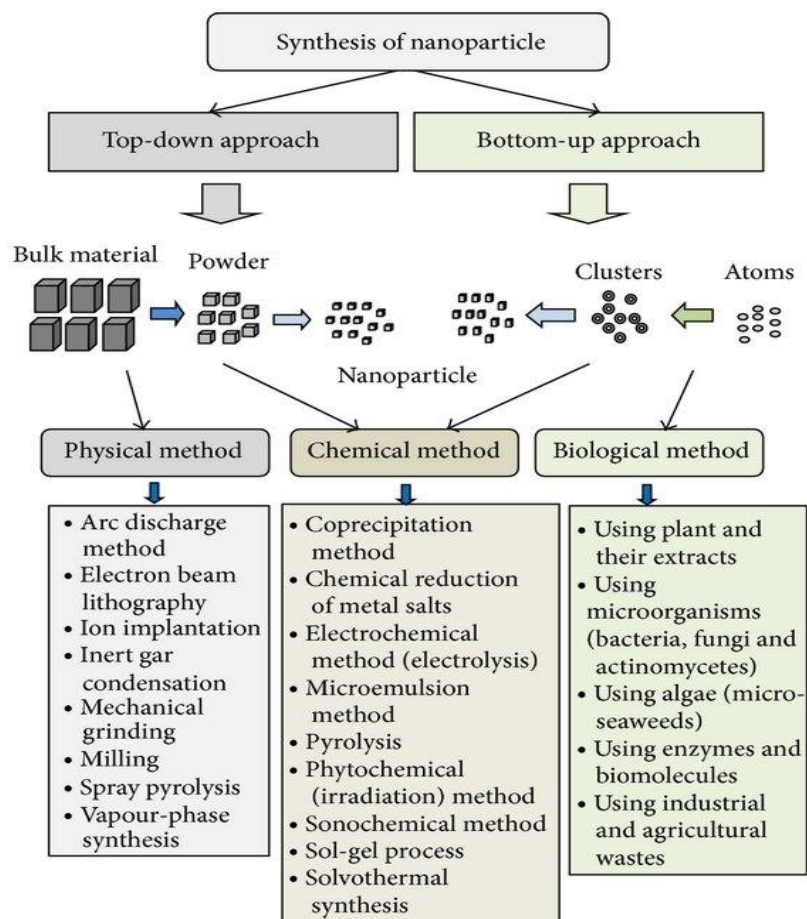 Synthesis of nanoparticle
Top-down approach
Bottom-up approach
Bulk material
Powder
Clusters
Atoms
Nanoparticle
Physical method
Chemical method
Biological method
• Arc discharge
method
• Electron beam
lithography
• Ion implantation
• Inert gar
condensation
• Mechanical
grinding
• Milling
• Spray pyrolysis
• Vapour-phase
synthesis
• Coprecipitation
method
• Chemical reduction
of metal salts
• Electrochemical
method (electrolysis)
• Microemulsion
method
• Pyrolysis
• Phytochemical
(irradiation) method
• Sonochemical method
• Sol-gel process
• Solvothermal
synthesis
• Using plant and
their extracts
• Using
microorganisms
(bacteria, fungi and
actinomycetes)
• Using algae (micro-
seaweeds)
• Using enzymes and
biomolecules
• Using industrial
and agricultural
wastes